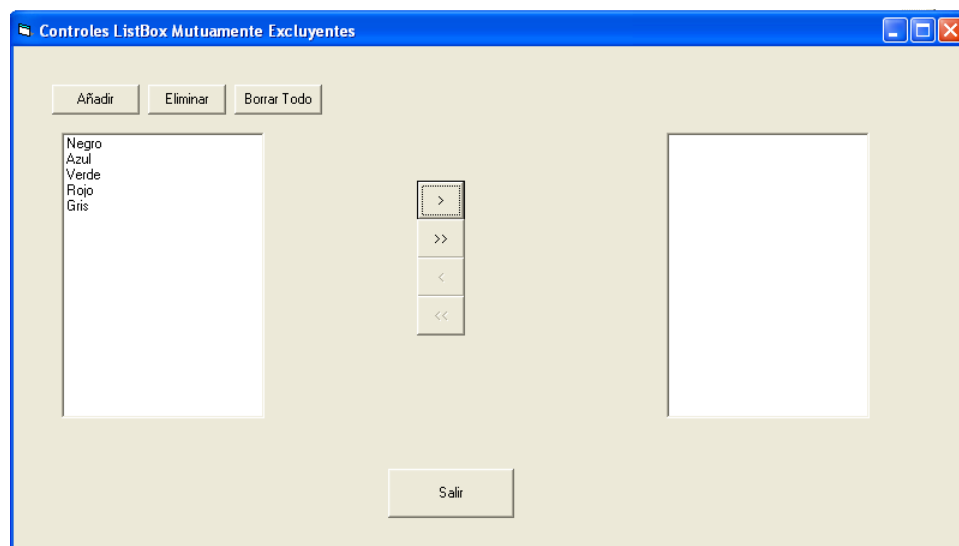 Controles ListBox Mutuamente Excluyentes
Añadir Eliminar Borrar Todo
Negro
Azul
Verde
Rojo
Gris
>
>>
<
<<
Salir